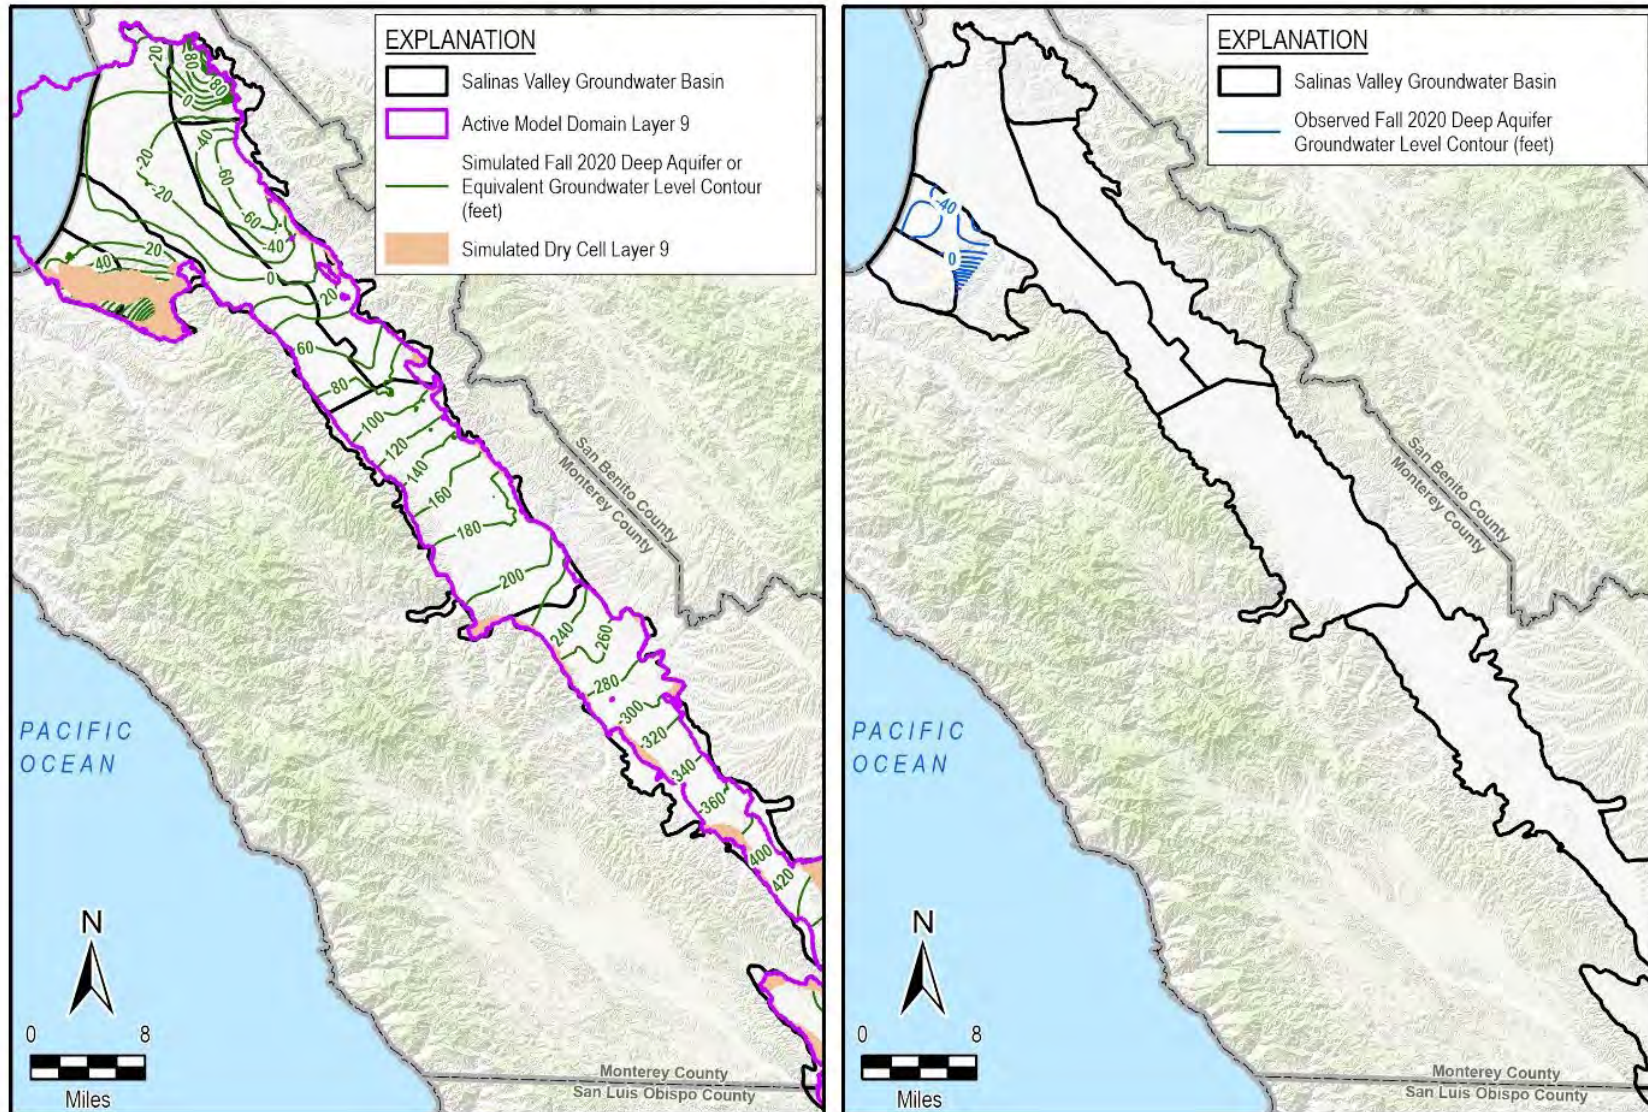 EXPLANATION
Salinas Valley Groundwater Basin
Active Model Domain Layer 9
Simulated Fall 2020 Deep Aquifer or
Equivalent Groundwater Level Contour
(feet)
Simulated Dry Cell Layer 9
20
80
80
0
-40
-20
-60
-20
-60
-40
20
40
0
20
60
80
100
120
140
160
180
200
240
260
280
300
320
340
360
400
420
San Benito County
Monterey County
PACIFIC
OCEAN
N
0 8
Miles
Monterey County
San Luis Obispo County
EXPLANATION
Salinas Valley Groundwater Basin
Observed Fall 2020 Deep Aquifer
Groundwater Level Contour (feet)
-40
0
San Benito County
Monterey County
PACIFIC
OCEAN
N
0 8
Miles
Monterey County
San Luis Obispo County